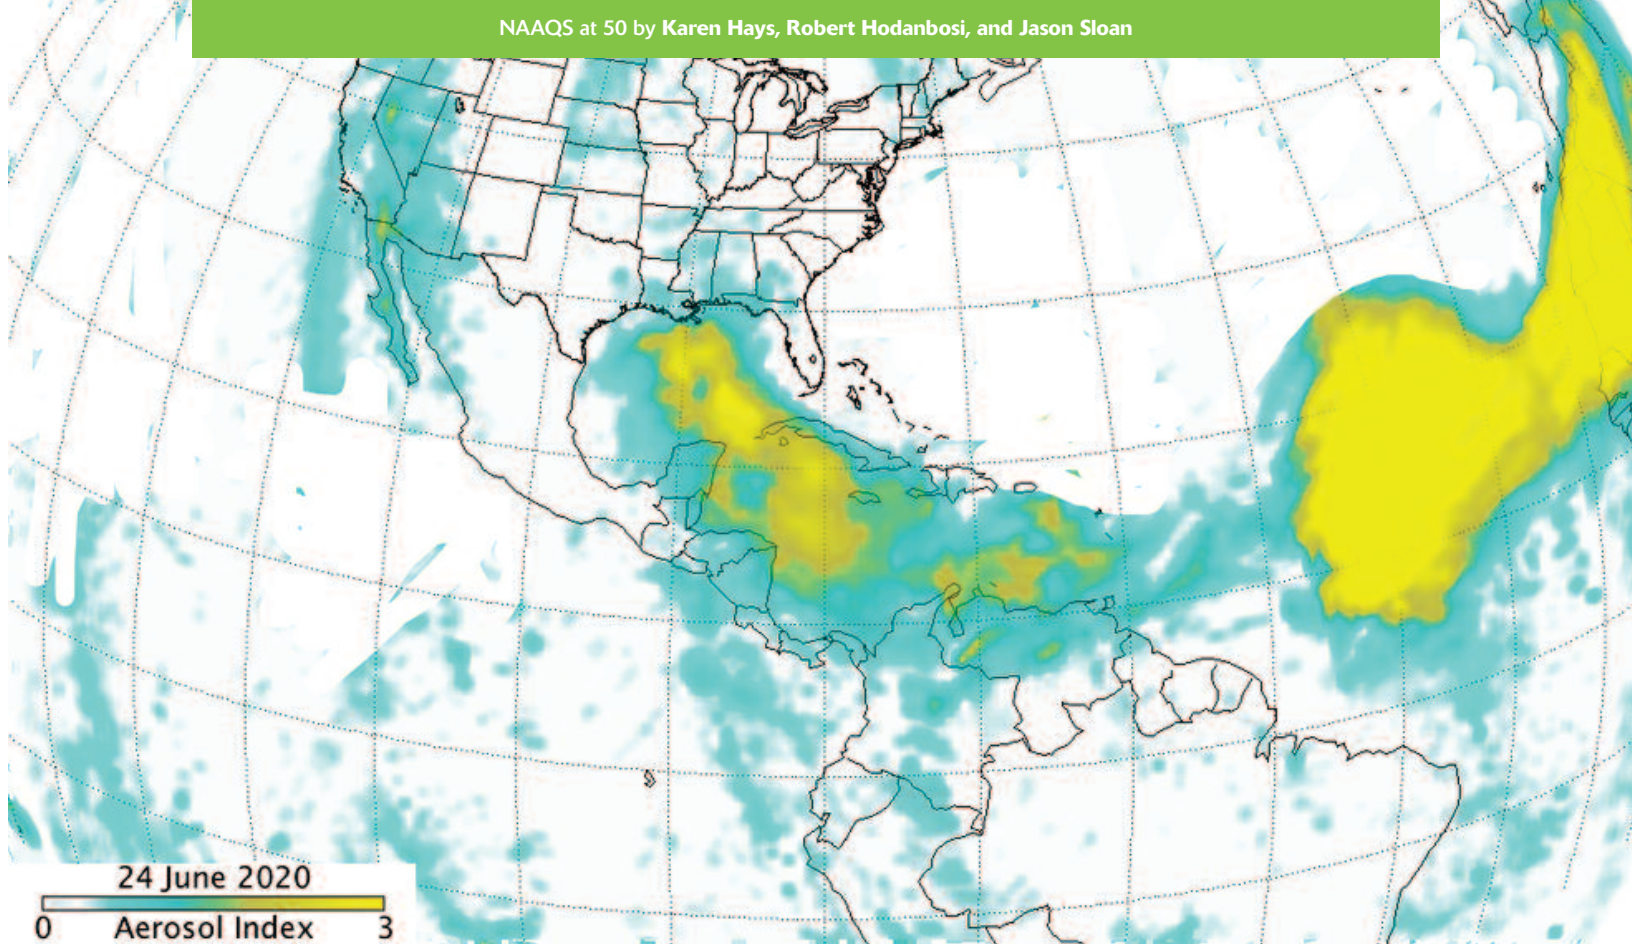 NAAQS at 50 by Karen Hays, Robert Hodanbosi, and Jason Sloan
24 June 2020
0 Aerosol Index 3